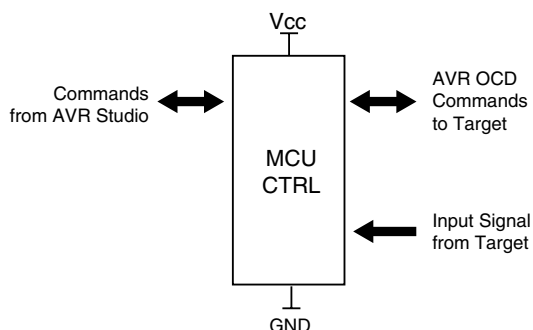 Vcc
Commands
from AVR Studio
AVR OCD
Commands
to Target
MCU
CTRL
Input Signal
from Target
GND